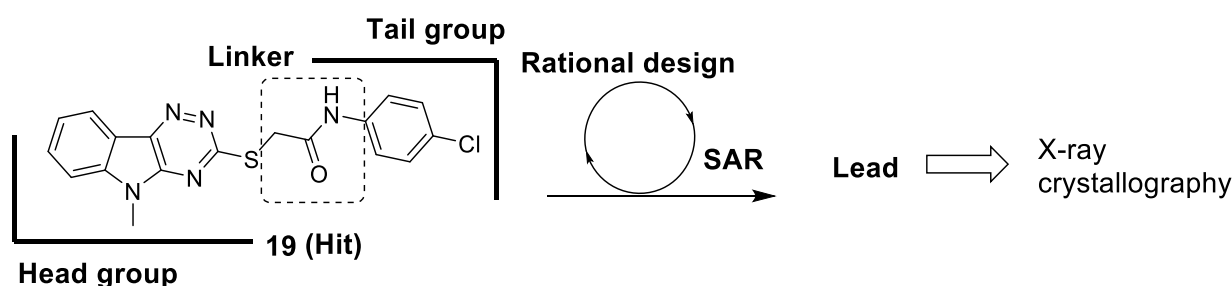 Tail group
Linker
Rational design
H
N
N
N
N
N
S
O
Cl
SAR
Lead
X-ray
crystallography
19 (Hit)
Head group